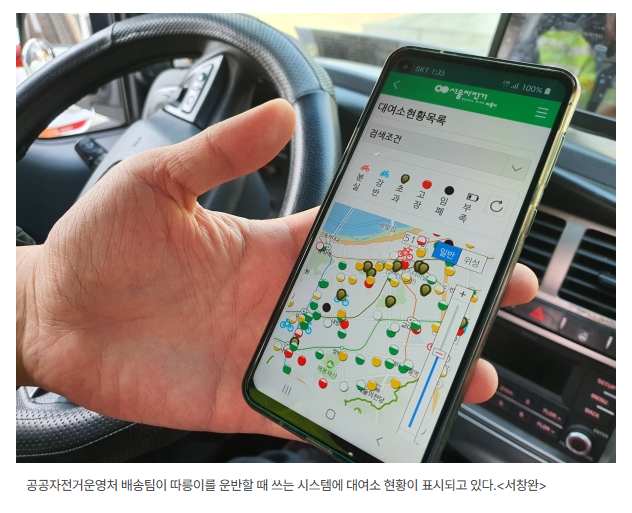 SKT 1:35
100%
서울자전거
대여소현황목록
검색조건
분실
강반
초과
고장
임폐
부족
51
일반
위성
+
SETUP
MENU
BACK
공공자전거운영처 배송팀이 따릉이를 운반할 때 쓰는 시스템에 대여소 현황이 표시되고 있다.<서창완>